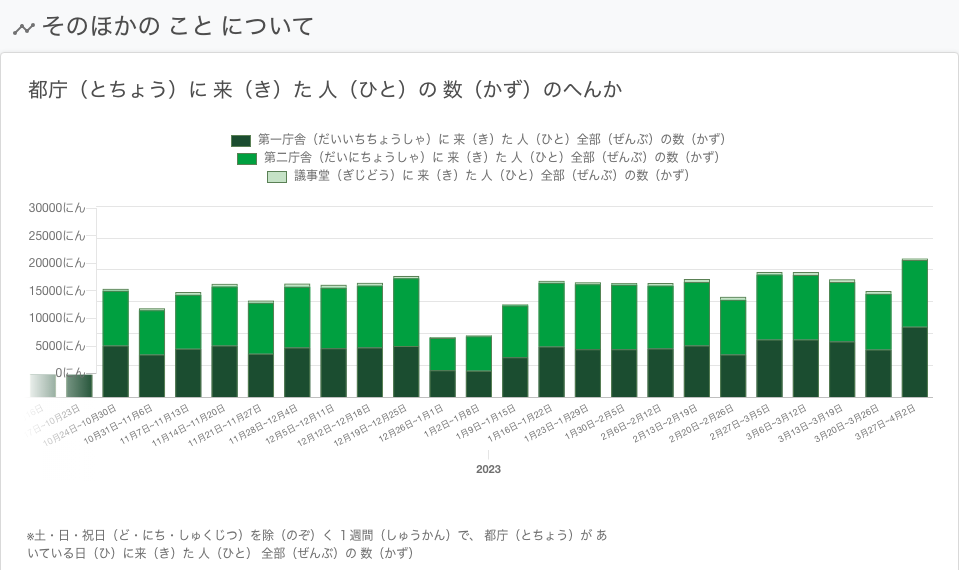 そのほかの こと について
都庁（とちょう）に 来（き）た 人（ひと）の 数（かず）のへんか
第一庁舎（だいいちちょうしゃ）に 来（き）た 人（ひと）全部（ぜんぶ）の数（かず）
第二庁舎（だいにちょうしゃ）に 来（き）た 人（ひと）全部（ぜんぶ）の数（かず）
議事堂（ぎじどう）に 来（き）た 人（ひと）全部（ぜんぶ）の数（かず）
30000にん
25000にん
20000にん
15000にん
10000にん
5000にん
0にん
日~10月23日
10月24日~10月30日
10月31日~11月6日
11月7日~11月13日
11月14日~11月20日
11月21日~11月27日
11月28日~12月4日
12月5日~12月11日
12月12日~12月18日
12月19日~12月25日
12月26日~1月1日
1月2日~1月8日
1月9日~1月15日
1月16日~1月22日
1月23日~1月29日
1月30日~2月5日
2月6日~2月12日
2月13日~2月19日
2月20日~2月26日
2月27日~3月5日
3月6日~3月12日
3月13日~3月19日
3月20日~3月26日
3月27日~4月2日
2023
※土・日・祝日（ど・にち・しゅくじつ）を除（のぞ）く １週間（しゅうかん）で、 都庁（とちょう）が あ
いている日（ひ）に来（き）た 人（ひと） 全部（ぜんぶ）の 数（かず）